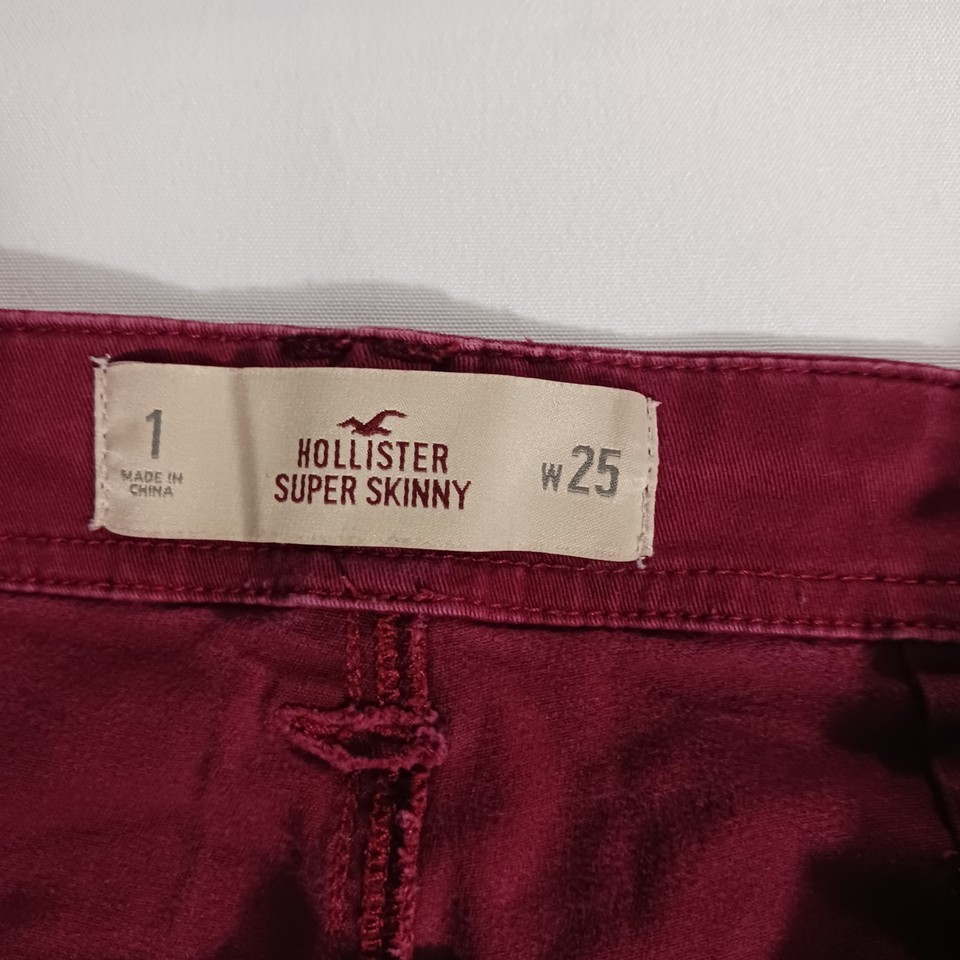 1
MADE IN
CHINA
HOLLISTER
SUPER SKINNY
W25